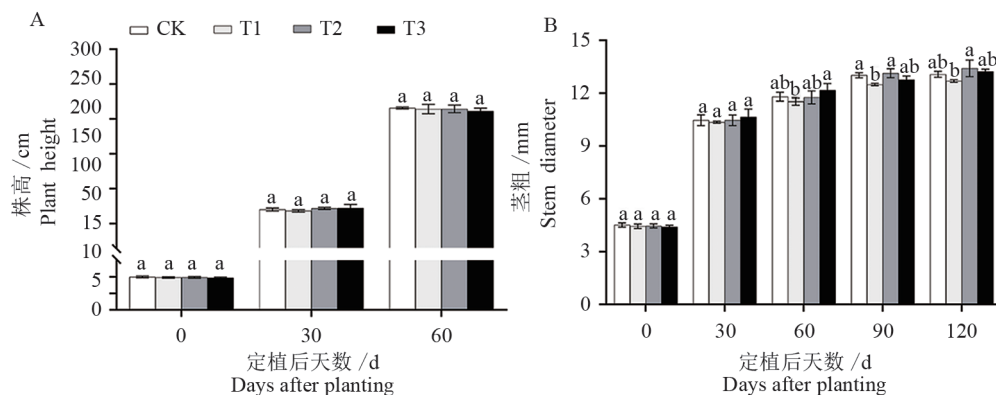 A
CK T1 T2 T3
300
250
200
150
100
50
15
10
5
0
株高 /cm
Plant height
a a a a
a a a a
a a a a
0 30 60
定植后天数 /d
Days after planting
B
15
12
9
6
3
0
茎粗 /mm
Stem diameter
a a a a
a a a a
ab b ab a
a b a ab
ab b a ab
0 30 60 90 120
定植后天数 /d
Days after planting